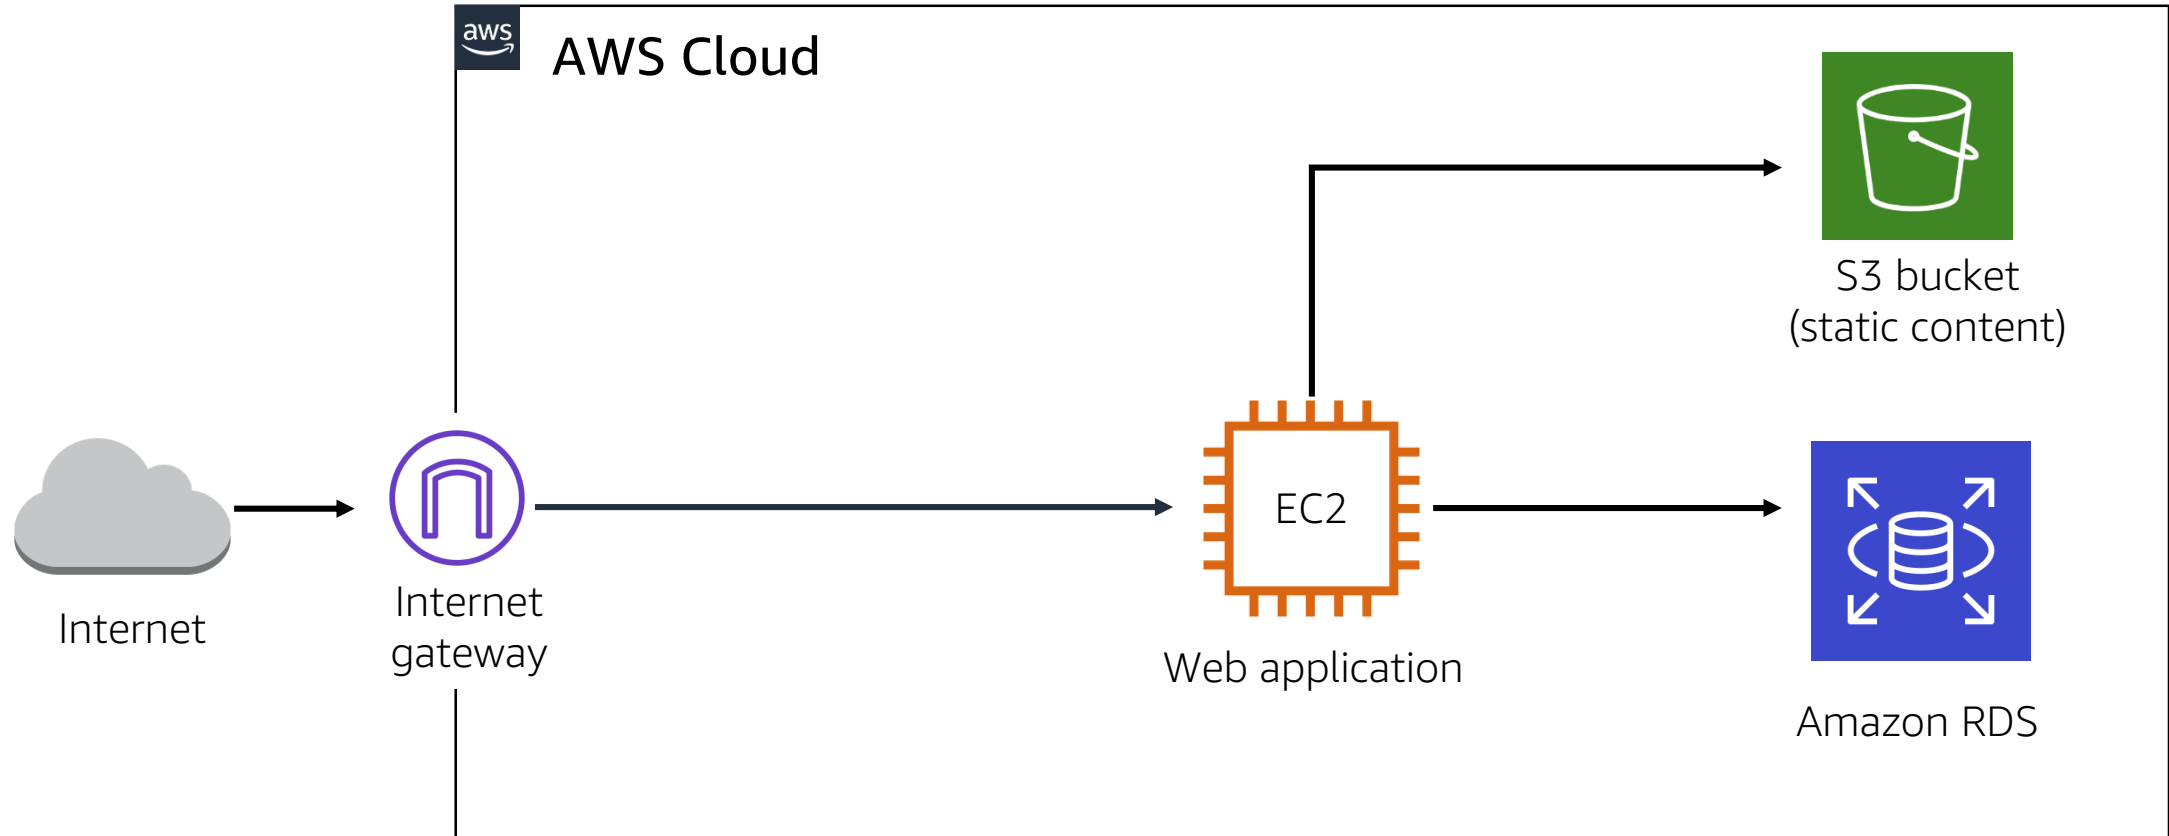 aws
AWS Cloud
S3 bucket
(static content)
EC2
Internet
Internet
gateway
Web application
Amazon RDS